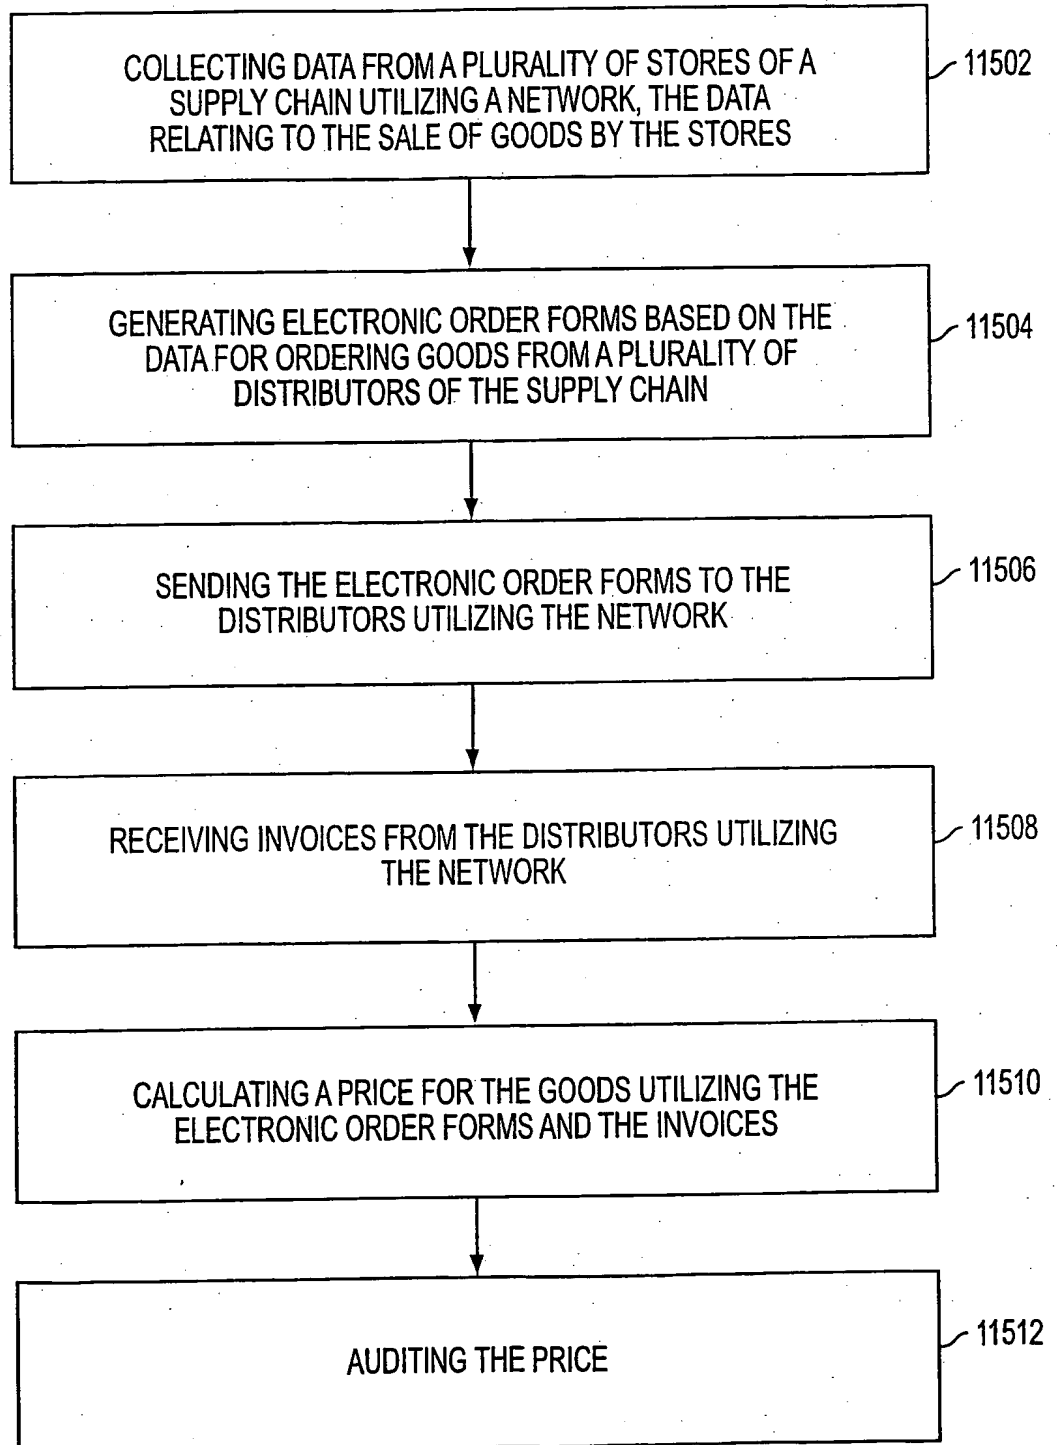 COLLECTING DATA FROM A PLURALITY OF STORES OF A
SUPPLY CHAIN UTILIZING A NETWORK, THE DATA
RELATING TO THE SALE OF GOODS BY THE STORES
11502
GENERATING ELECTRONIC ORDER FORMS BASED ON THE
DATA FOR ORDERING GOODS FROM A PLURALITY OF
DISTRIBUTORS OF THE SUPPLY CHAIN
11504
SENDING THE ELECTRONIC ORDER FORMS TO THE
DISTRIBUTORS UTILIZING THE NETWORK
11506
RECEIVING INVOICES FROM THE DISTRIBUTORS UTILIZING
THE NETWORK
11508
CALCULATING A PRICE FOR THE GOODS UTILIZING THE
ELECTRONIC ORDER FORMS AND THE INVOICES
11510
AUDITING THE PRICE
11512